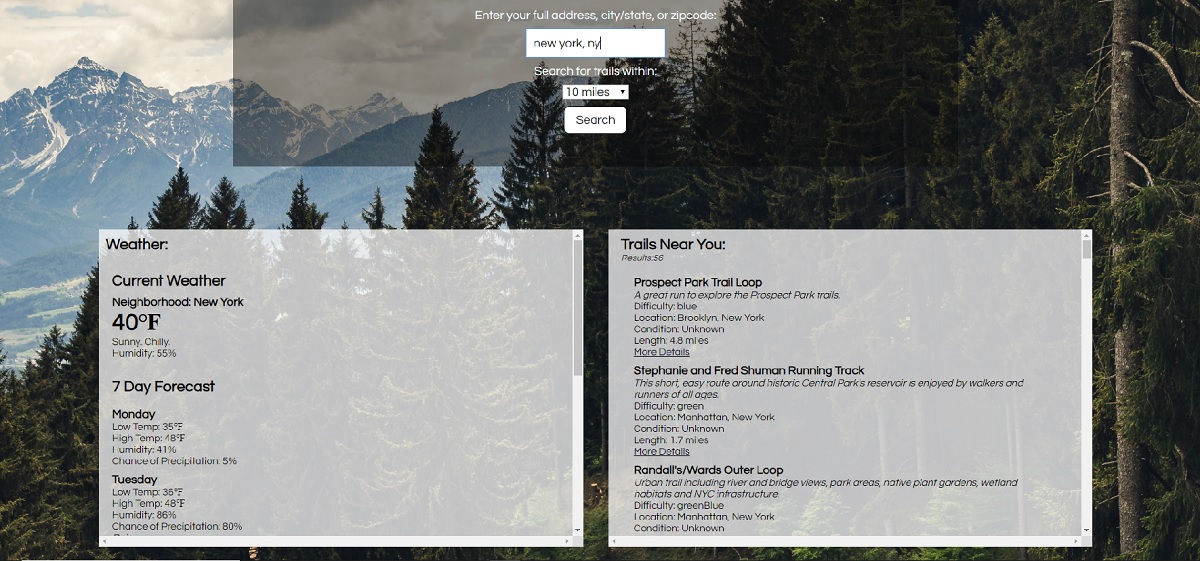 Enter your full address, city/state, or zipcode:
new york, ny
Search for trails within:
10 miles
Search
Weather:
Current Weather
Neighborhood: New York
40°F
Sunny. Chilly.
Humidity: 55%
7 Day Forecast
Monday
Low Temp: 35°F
High Temp: 48°F
Humidity: 41%
Chance of Precipitation: 5%
Tuesday
Low Temp: 35°F
High Temp: 48°F
Humidity: 86%
Chance of Precipitation: 80%
Trails Near You:
Results:56
Prospect Park Trail Loop
A great run to explore the Prospect Park trails.
Difficulty: blue
Location: Brooklyn, New York
Condition: Unknown
Length: 4.8 miles
More Details
Stephanie and Fred Shuman Running Track
This short, easy route around historic Central Park's reservoir is enjoyed by walkers and
runners of all ages.
Difficulty: green
Location: Manhattan, New York
Condition: Unknown
Length: 1.7 miles
More Details
Randall's/Wards Outer Loop
Urban trail including river and bridge views, park areas, native plant gardens, wetland
habitats and NYC infrastructure.
Difficulty: greenBlue
Location: Manhattan, New York
Condition: Unknown